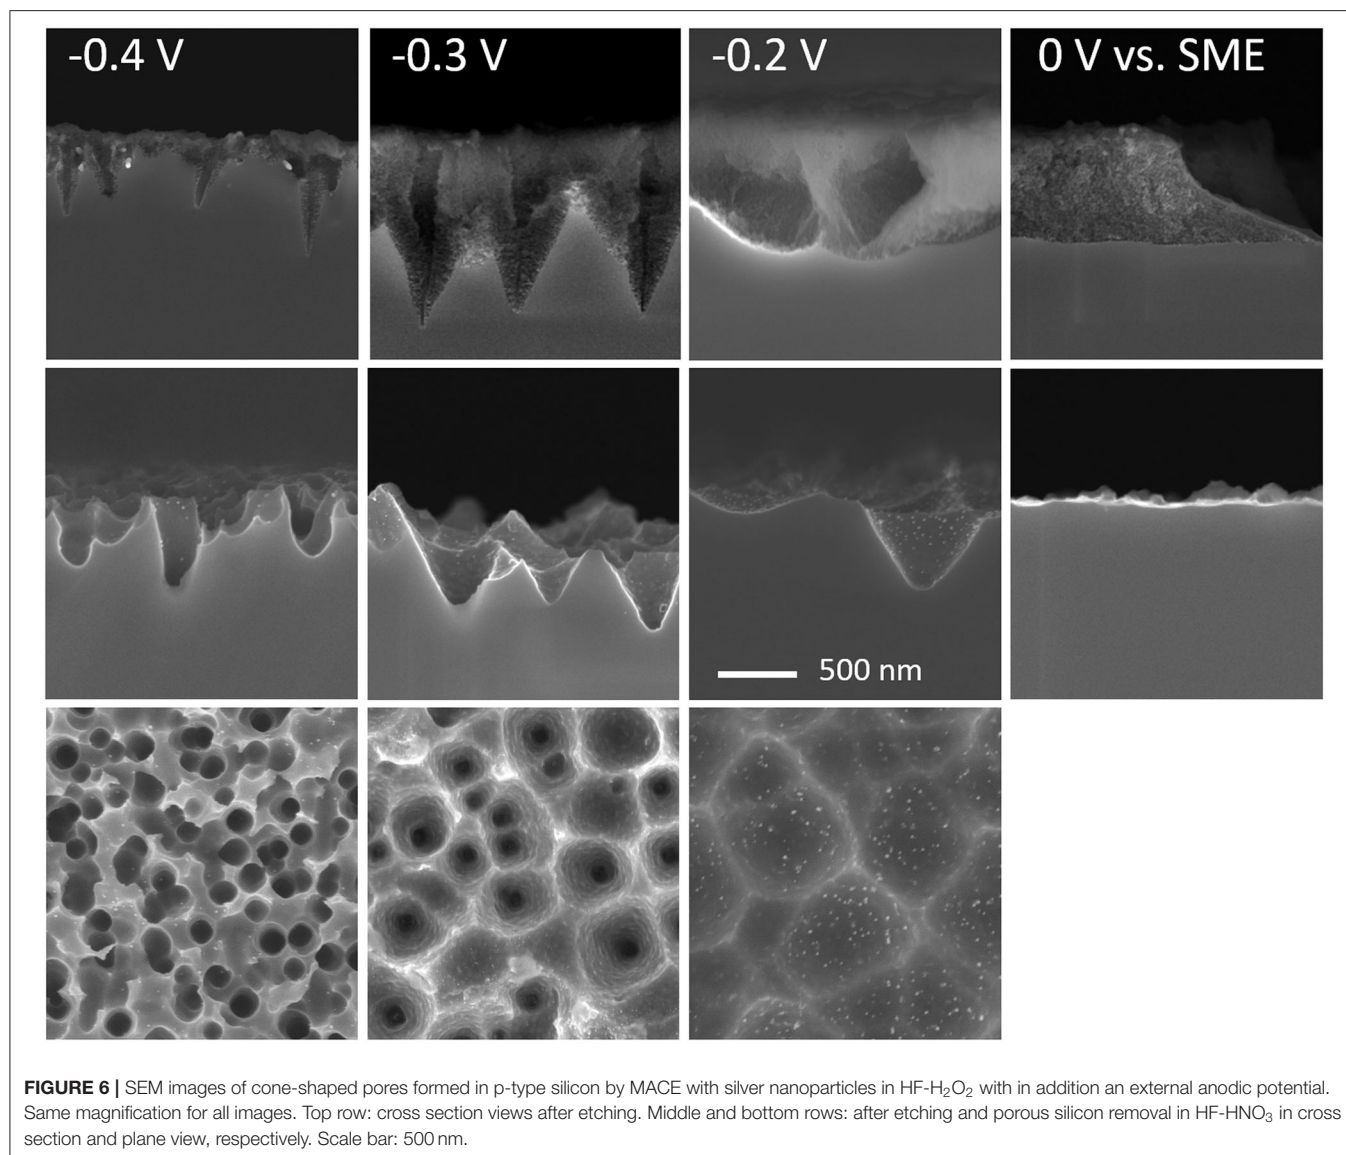 -0.4 V
-0.3 V
-0.2 V
0 V vs. SME
500 nm
FIGURE 6 | SEM images of cone-shaped pores formed in p-type silicon by MACE with silver nanoparticles in HF-H₂O₂ with in addition an external anodic potential.
Same magnification for all images. Top row: cross section views after etching. Middle and bottom rows: after etching and porous silicon removal in HF-HNO₃ in cross
section and plane view, respectively. Scale bar: 500 nm.